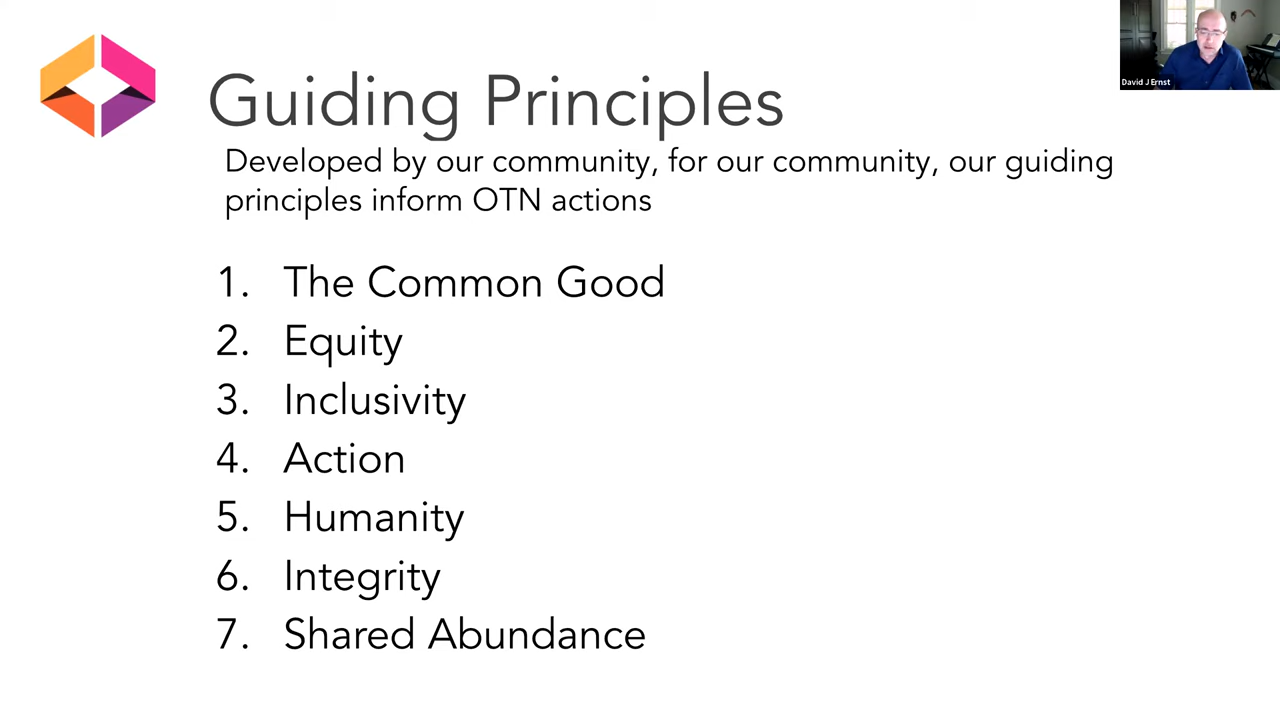 Guiding Principles
David J Ernst
Developed by our community, for our community, our guiding
principles inform OTN actions
1. The Common Good
2. Equity
3. Inclusivity
4. Action
5. Humanity
6. Integrity
7. Shared Abundance